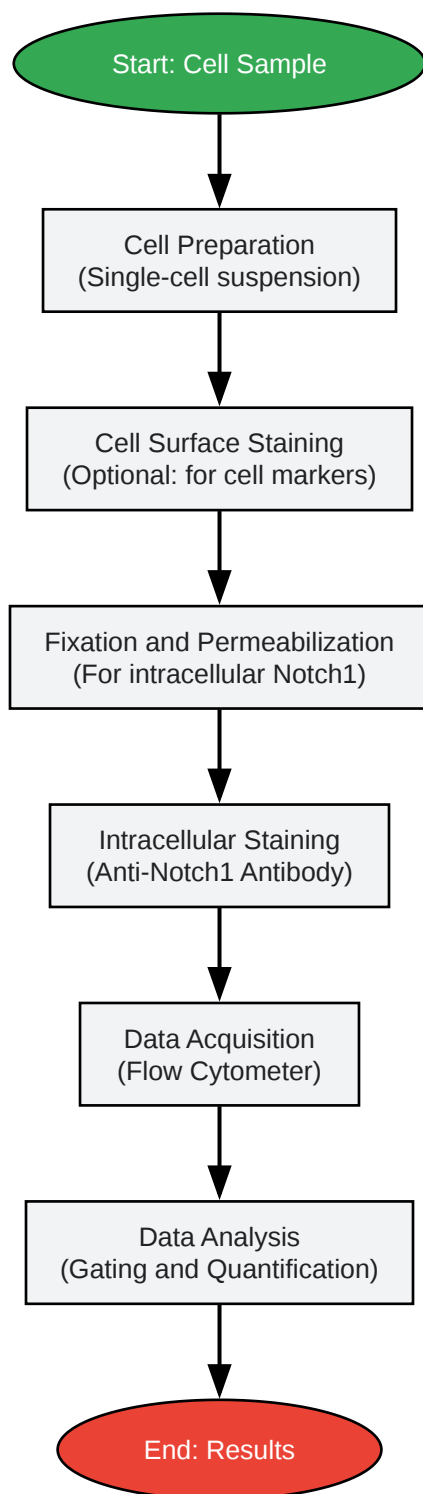 Start: Cell Sample
Cell Preparation
(Single-cell suspension)
Cell Surface Staining
(Optional: for cell markers)
Fixation and Permeabilization
(For intracellular Notch1)
Intracellular Staining
(Anti-Notch1 Antibody)
Data Acquisition
(Flow Cytometer)
Data Analysis
(Gating and Quantification)
End: Results